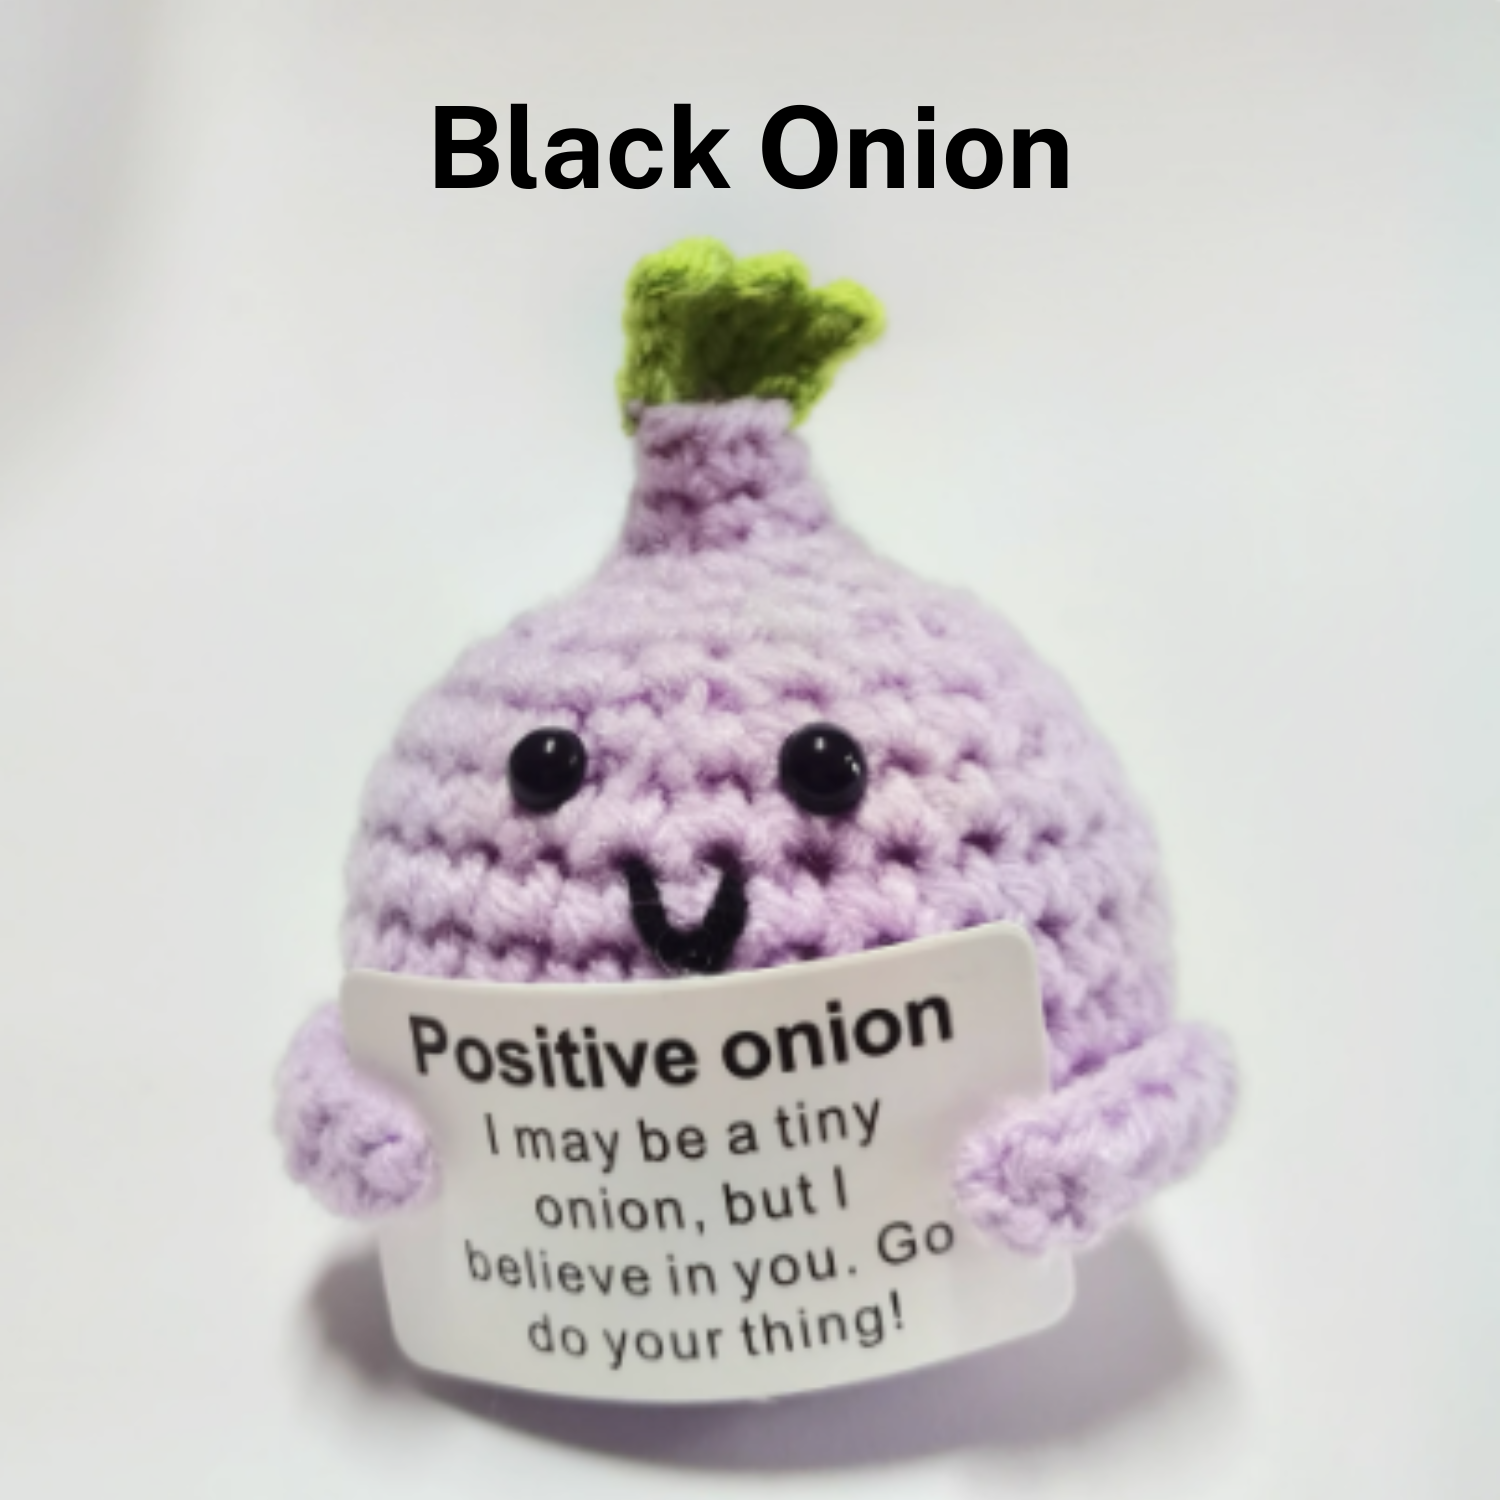 Black Onion
Positive onion
I may be a tiny
onion, but I
believe in you. Go
do your thing!